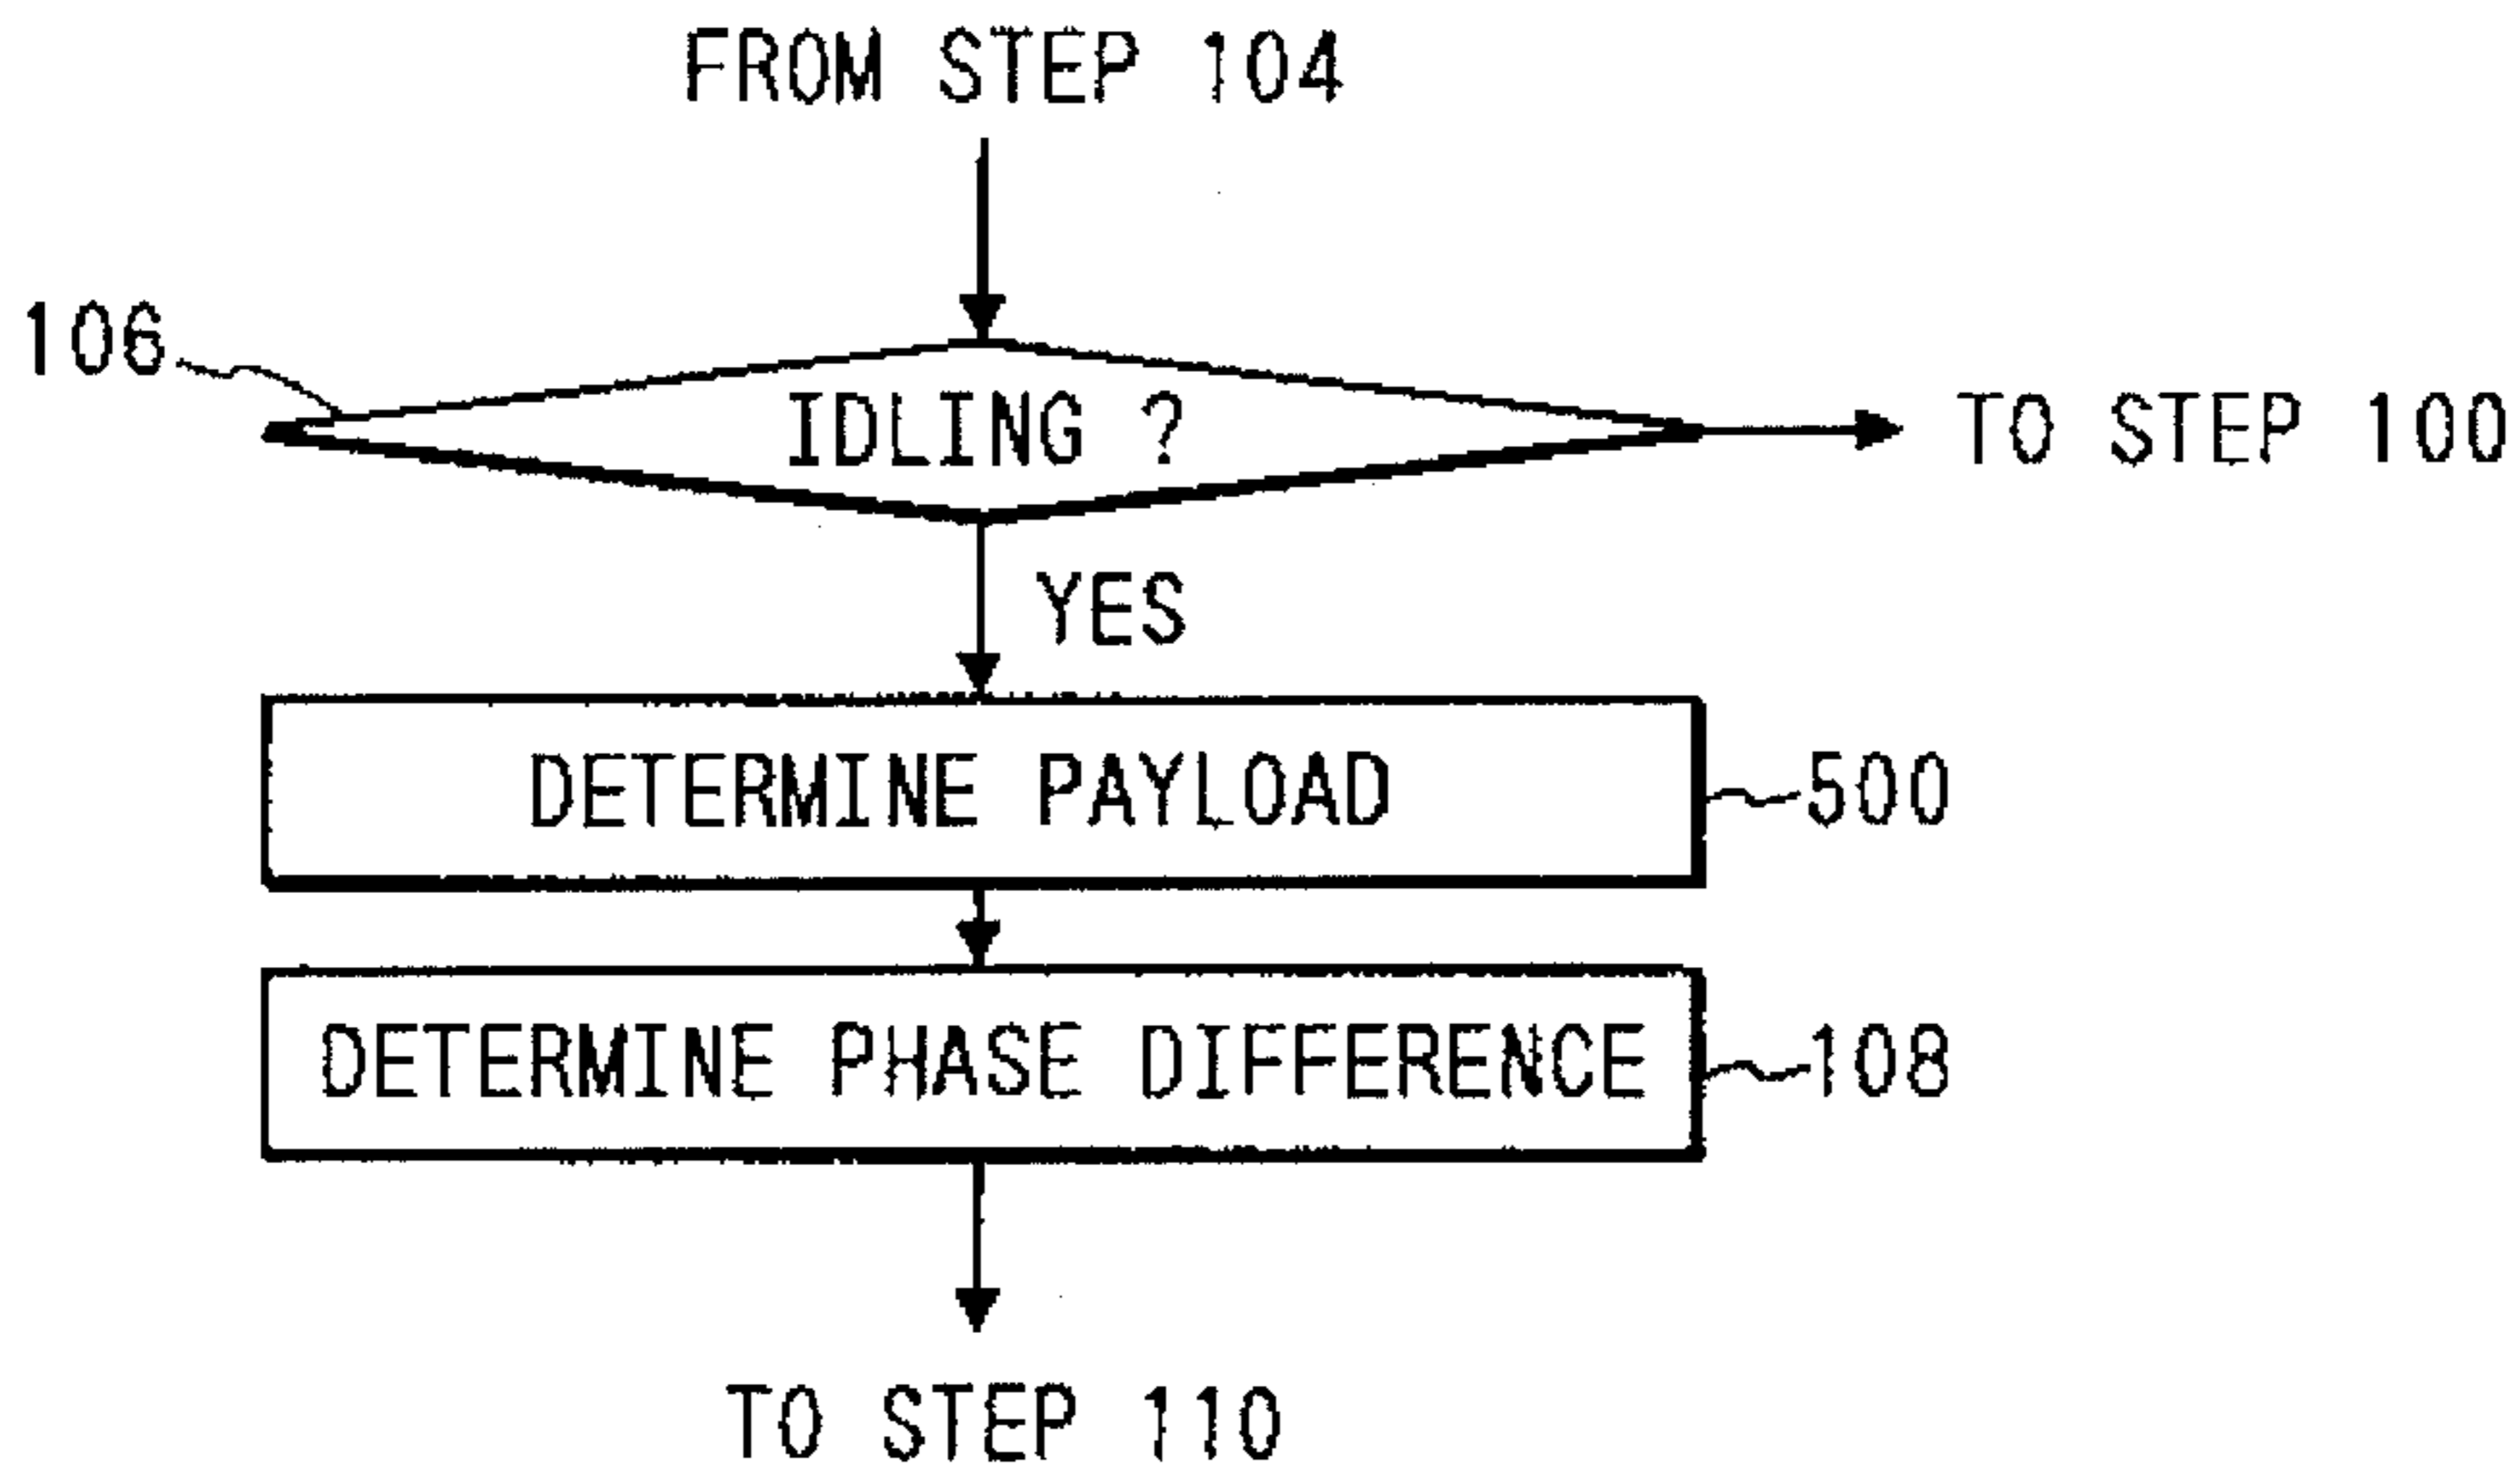 FROM STEP 104
106
IDLING ?
TO STEP 100
YES
DETERMINE PAYLOAD
500
DETERMINE PHASE DIFFERENCE
108
TO STEP 110